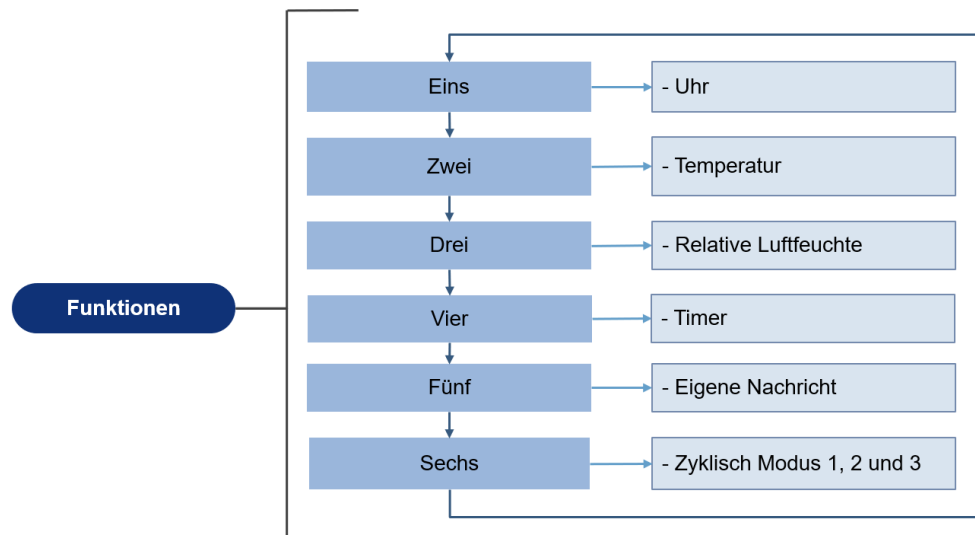 Funktionen
Eins
- Uhr
Zwei
- Temperatur
Drei
- Relative Luftfeuchte
Vier
- Timer
Fünf
- Eigene Nachricht
Sechs
- Zyklisch Modus 1, 2 und 3